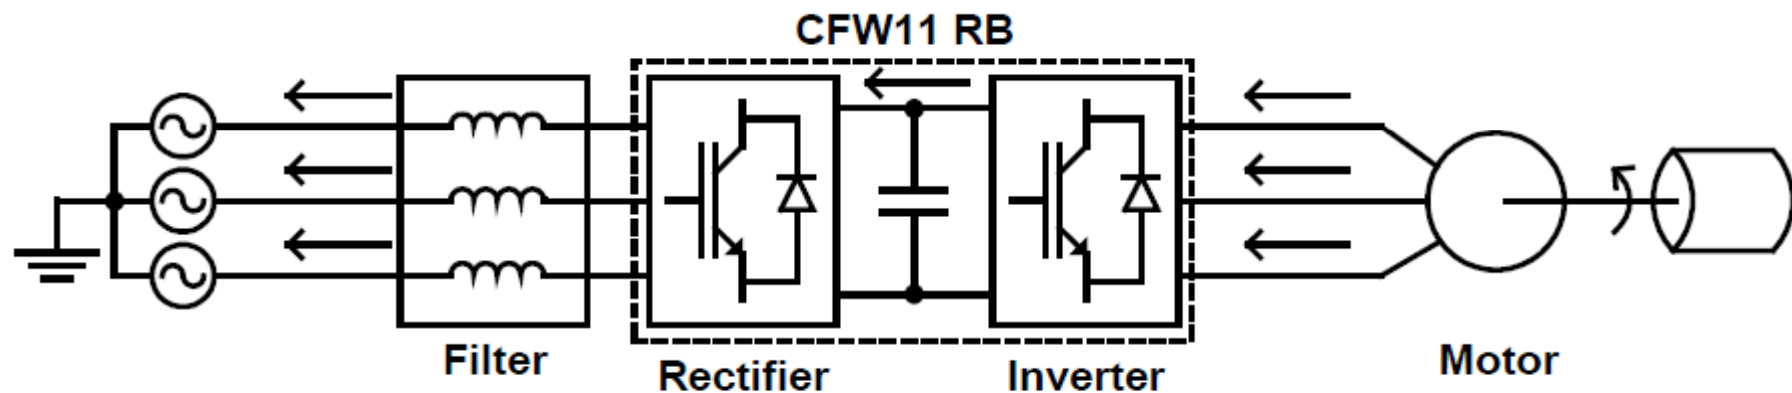 CFW11 RB
Filter
Rectifier
Inverter
Motor